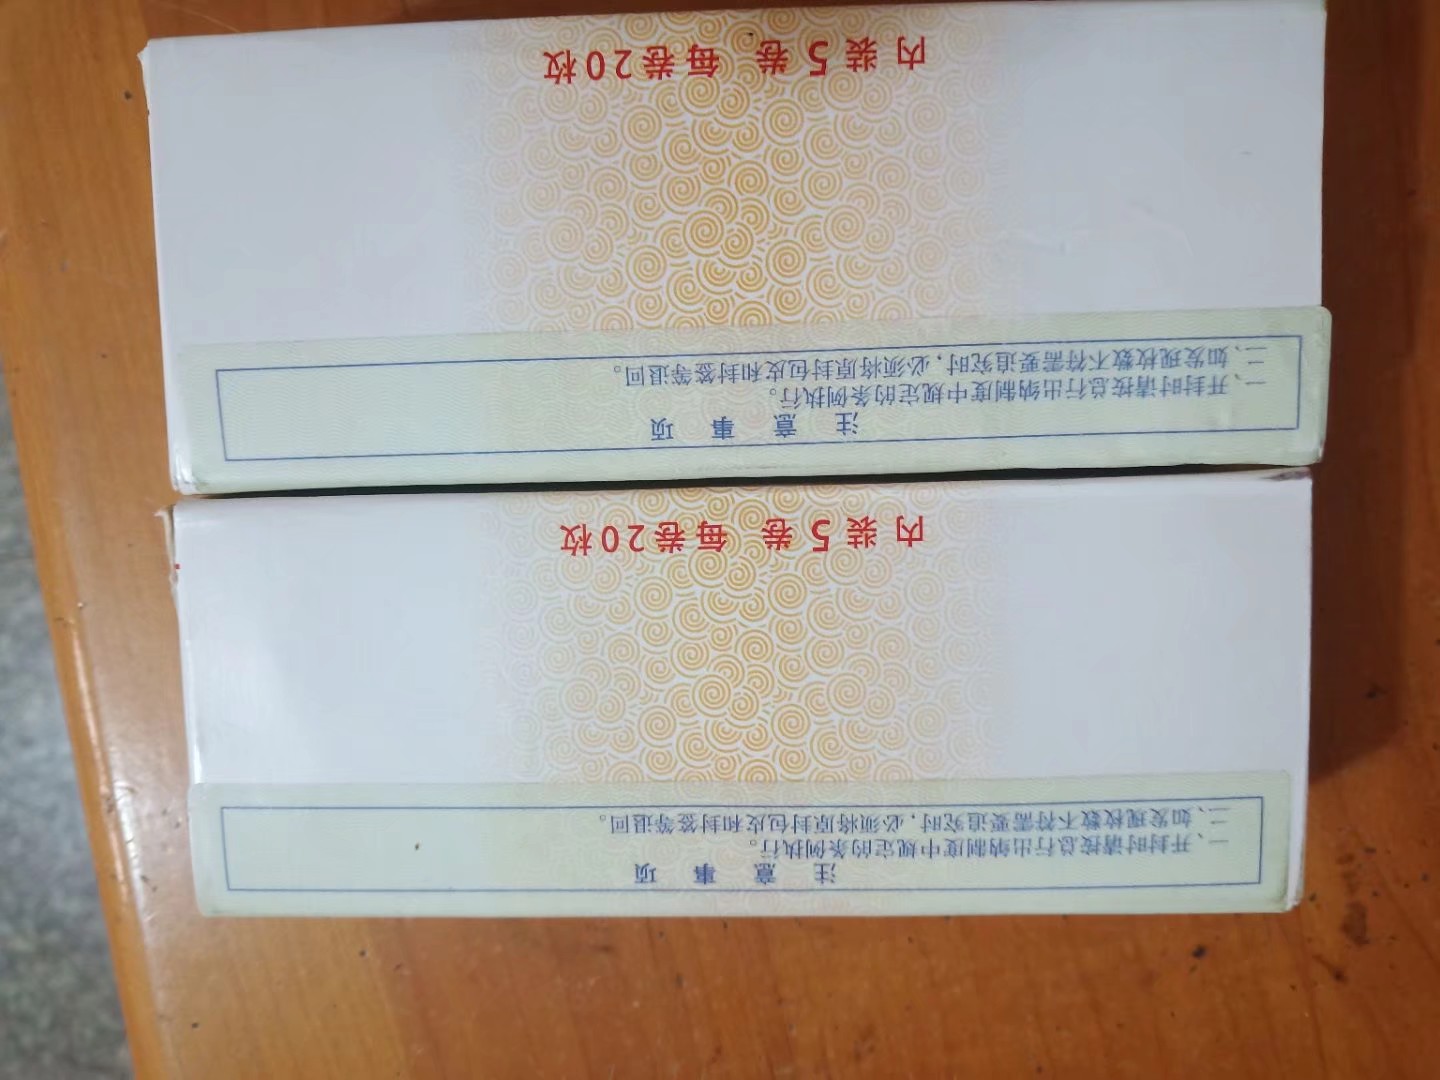 注意事项
一、开封时请按总行出纳制度中规定的条例执行。
二、如发现枚数不符需要追究时，必须将原封包皮和封签等退回。
内装5卷 每卷20枚
注意事项
一、开封时请按总行出纳制度中规定的条例执行。
二、如发现枚数不符需要追究时，必须将原封包皮和封签等退回。
内装5卷 每卷20枚